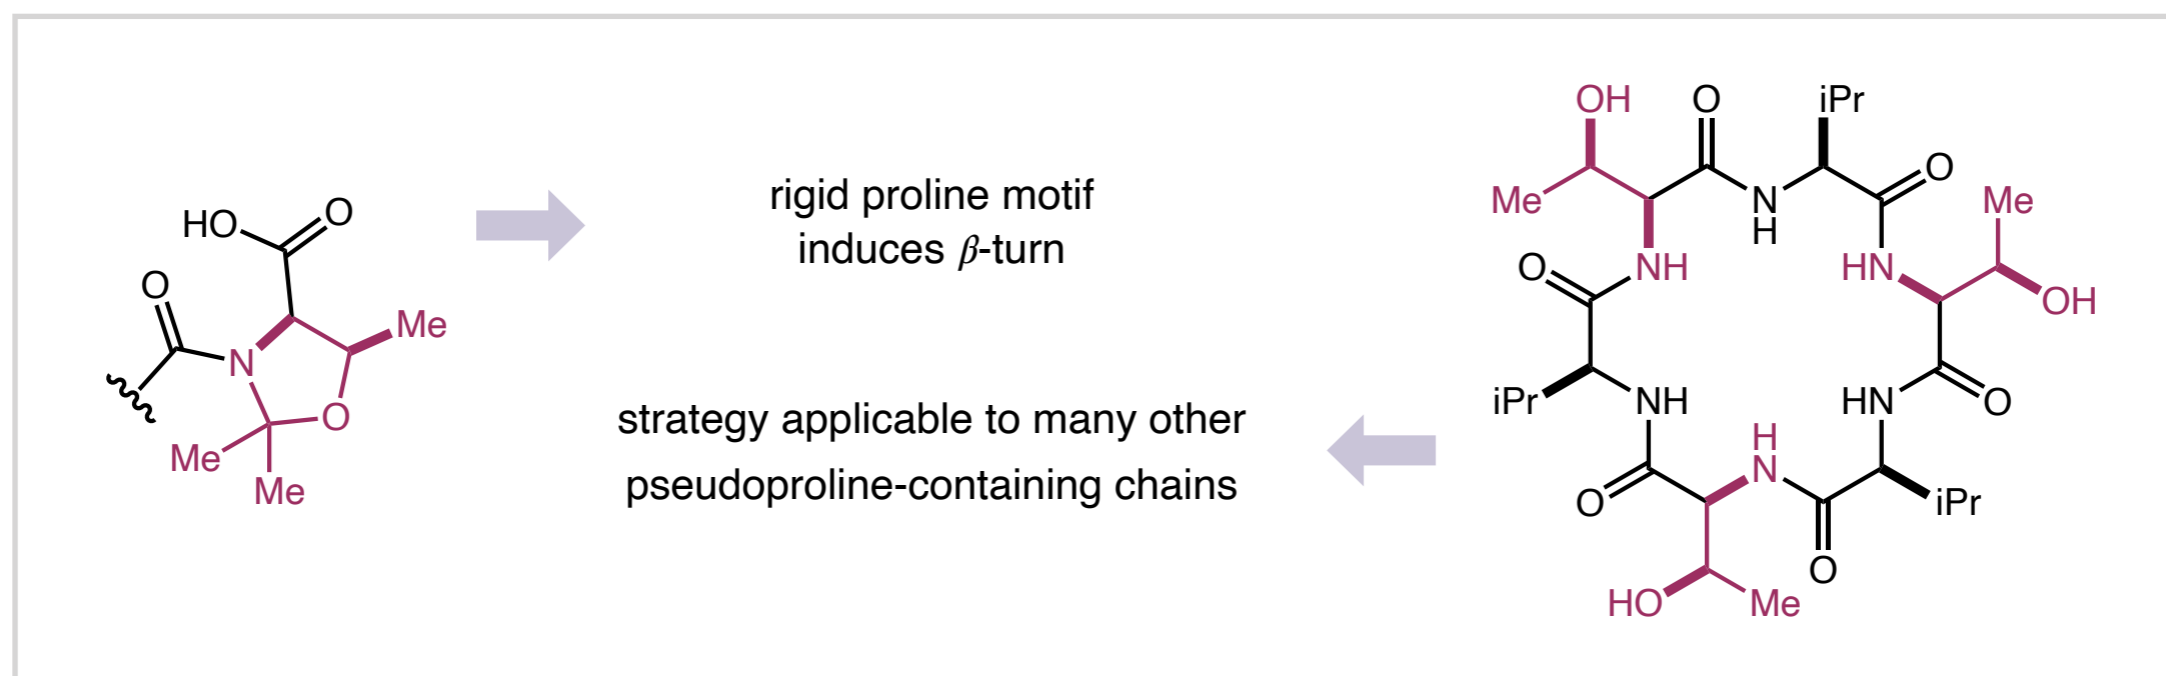 HO
O
O
N
Me
O
Me
Me
rigid proline motif
induces β-turn
strategy applicable to many other
pseudoproline-containing chains
OH
O
iPr
Me
N
H
O
Me
O
NH
HN
OH
iPr
NH
HN
O
H
N
O
iPr
O
HO
Me